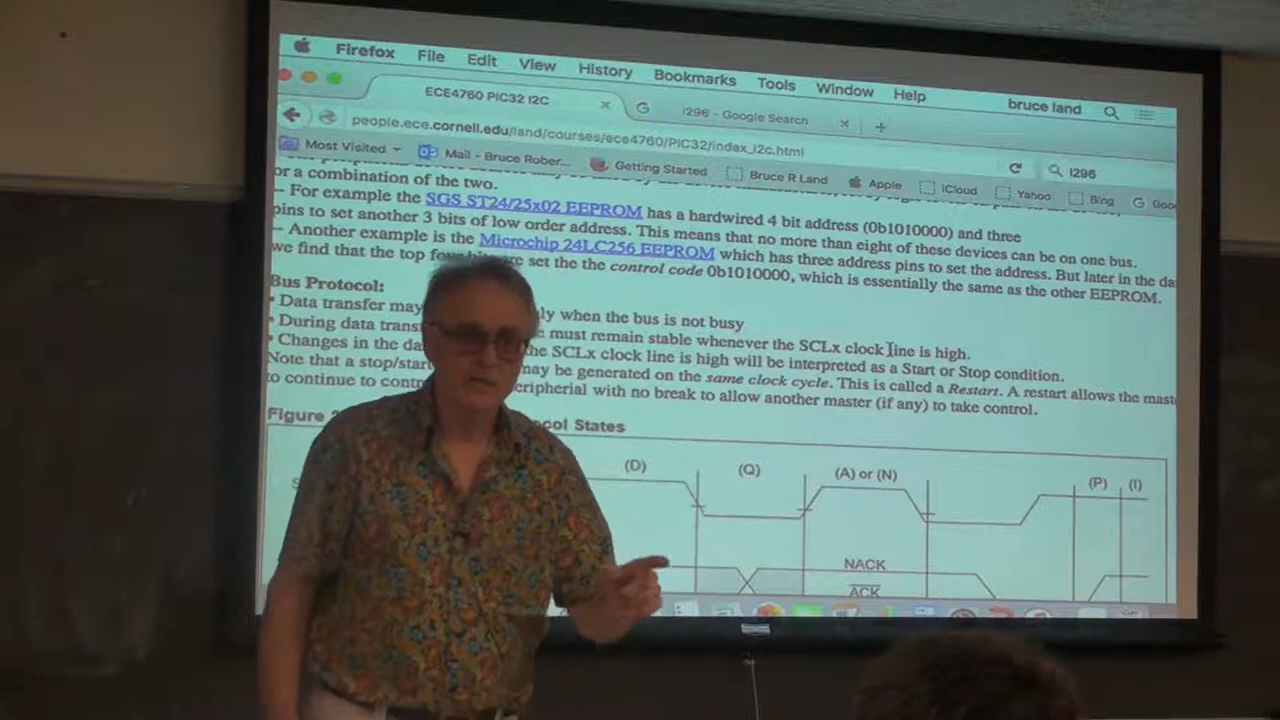 Firefox File Edit View History Bookmarks Tools Window Help bruce land
ECE4760 PIC32 I2C
I296 - Google Search
people.ece.cornell.edu/land/courses/ece4760/PIC32/index_i2c.html
I296
Most Visited Mail - Bruce Rober... Getting Started Bruce R Land Apple iCloud Yahoo Bing Goo
or a combination of the two.
-- For example the SGS ST24/25x02 EEPROM has a hardwired 4 bit address (0b1010000) and three
pins to set another 3 bits of low order address. This means that no more than eight of these devices can be on one bus.
-- Another example is the Microchip 24LC256 EEPROM which has three address pins to set the address. But later in the da
we find that the top four set the the control code 0b1010000, which is essentially the same as the other EEPROM.
Bus Protocol:
• Data transfer may ly when the bus is not busy
• During data trans must remain stable whenever the SCLx clock line is high.
• Changes in the da he SCLx clock line is high will be interpreted as a Start or Stop condition.
Note that a stop/start may be generated on the same clock cycle. This is called a Restart. A restart allows the mast
to continue to contr eripherial with no break to allow another master (if any) to take control.
Figure col States
(D) (Q) (A) or (N) (P) (I)
S
NACK
ACK